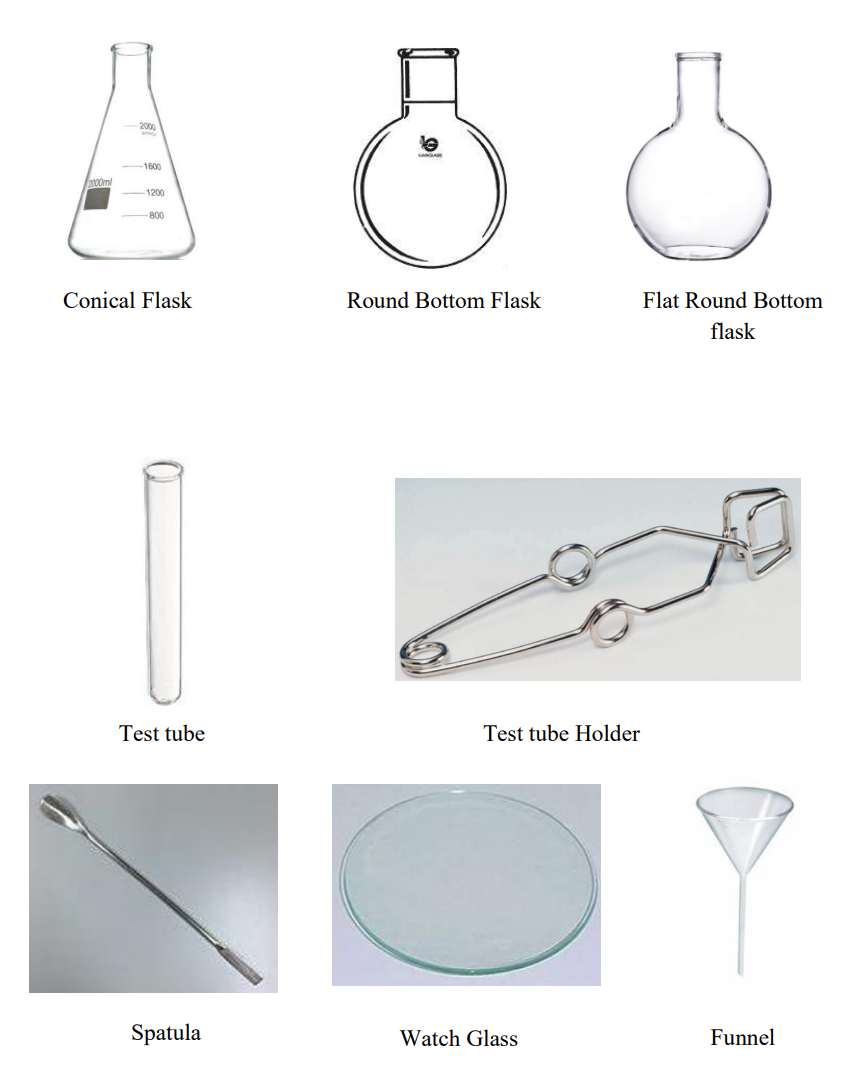 2000
1600
2000ml
1200
800
Conical Flask
Round Bottom Flask
Flat Round Bottom
flask
Test tube
Test tube Holder
Spatula
Watch Glass
Funnel